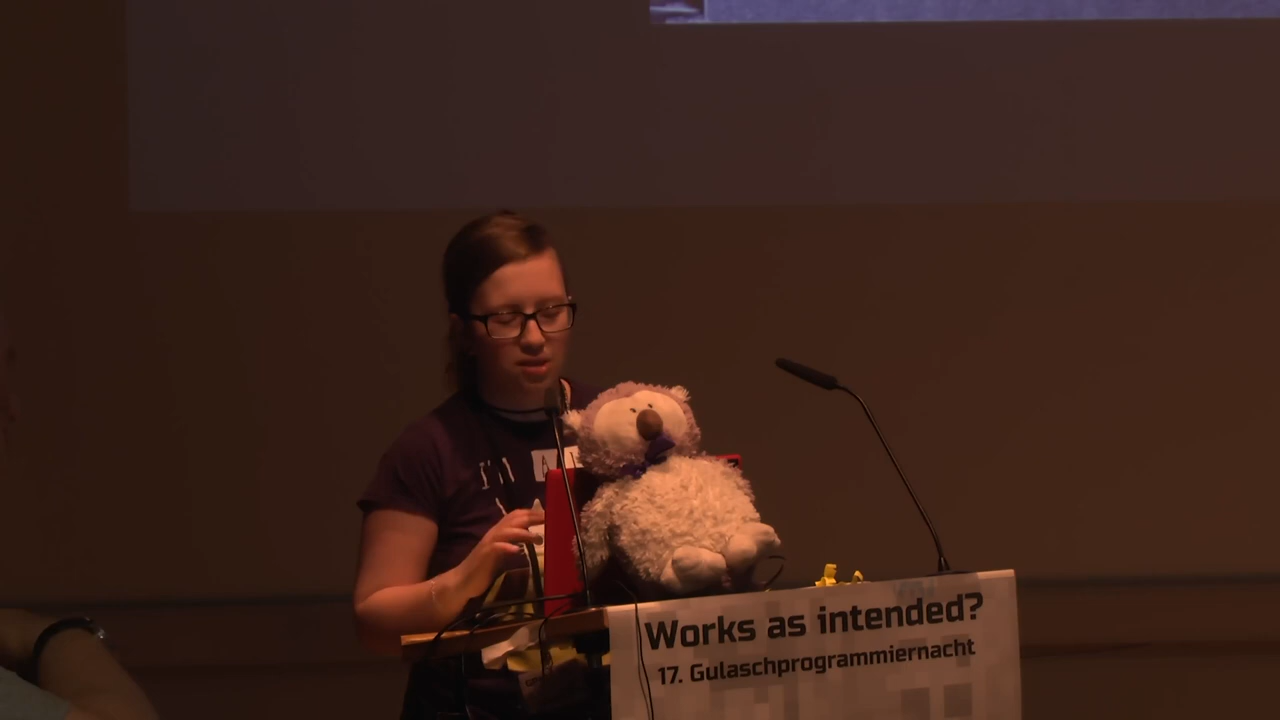 I'M A
Works as intended?
17. Gulaschprogrammiernacht